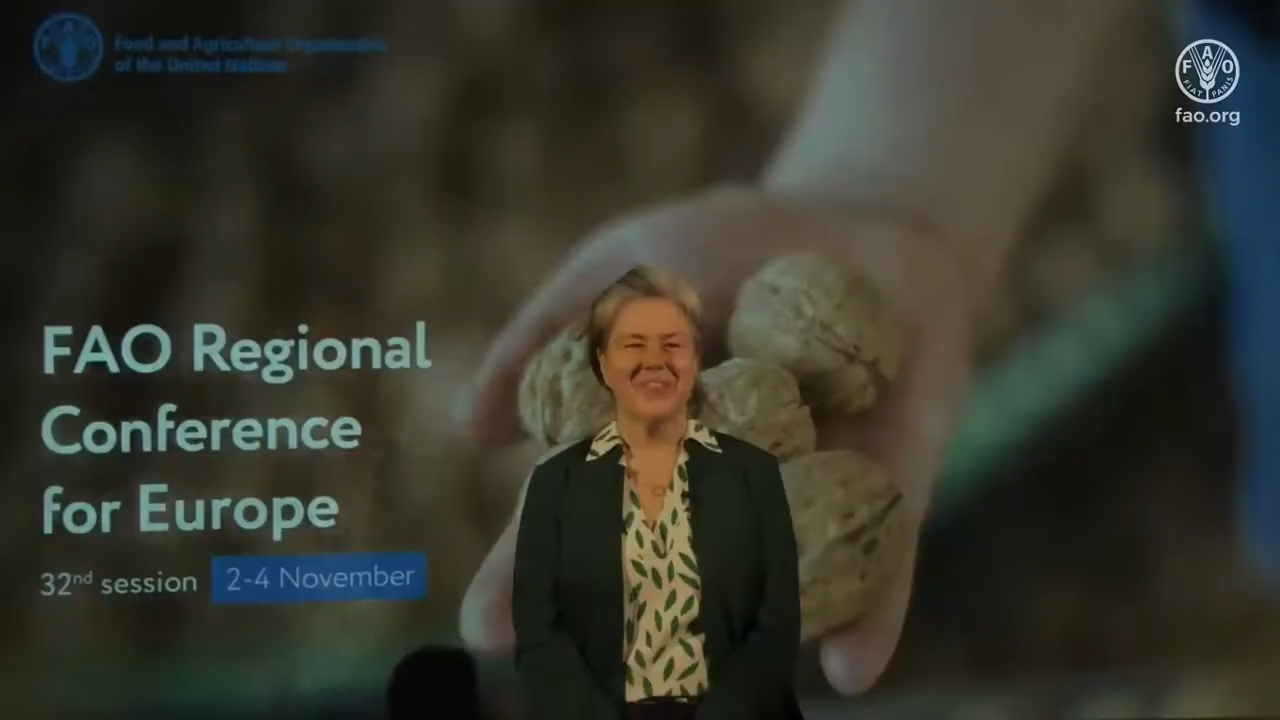 Food and Agriculture Organization
of the United Nations
FAO
FIAT PANIS
fao.org
FAO Regional
Conference
for Europe
32nd session
2-4 November